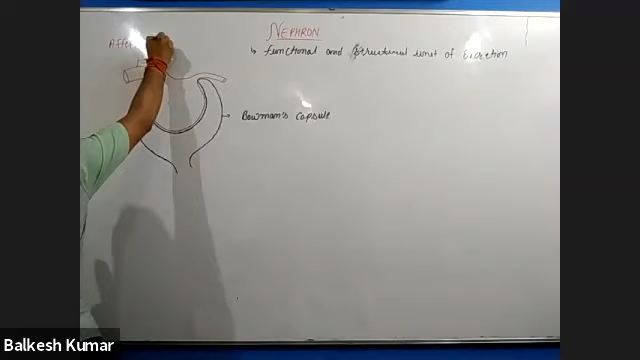 NEPHRON
↳ functional and Structural unit of Excretion
Bowman's Capsule
Balkesh Kumar